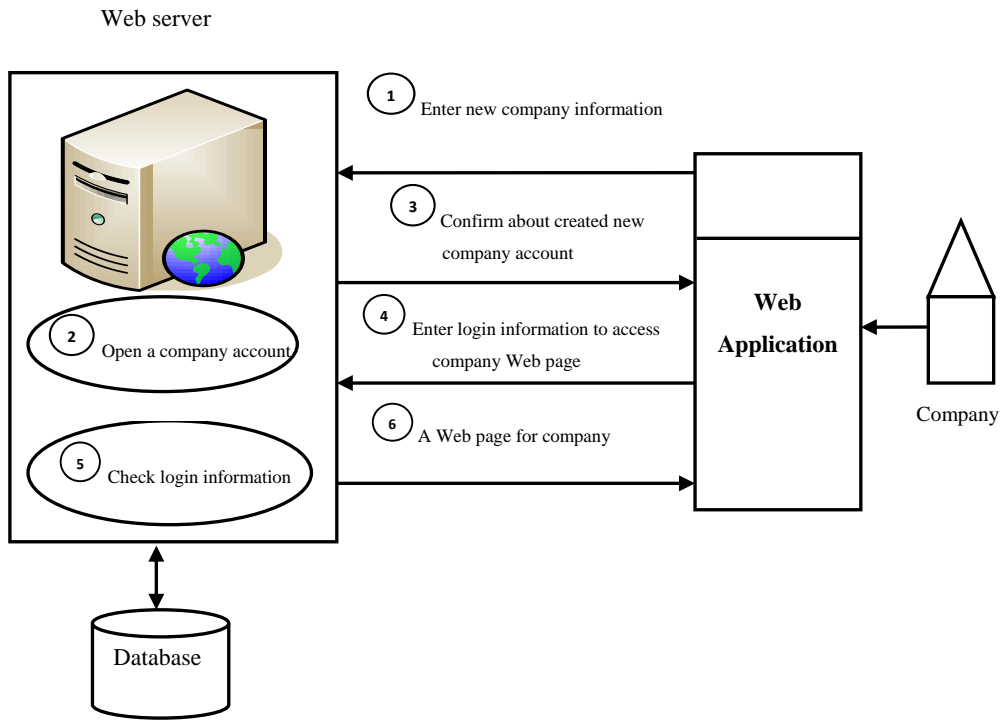 Web server
1
Enter new company information
3
Confirm about created new
company account
2
Open a company account
4
Enter login information to access
company Web page
Web
Application
Company
6
A Web page for company
5
Check login information
Database